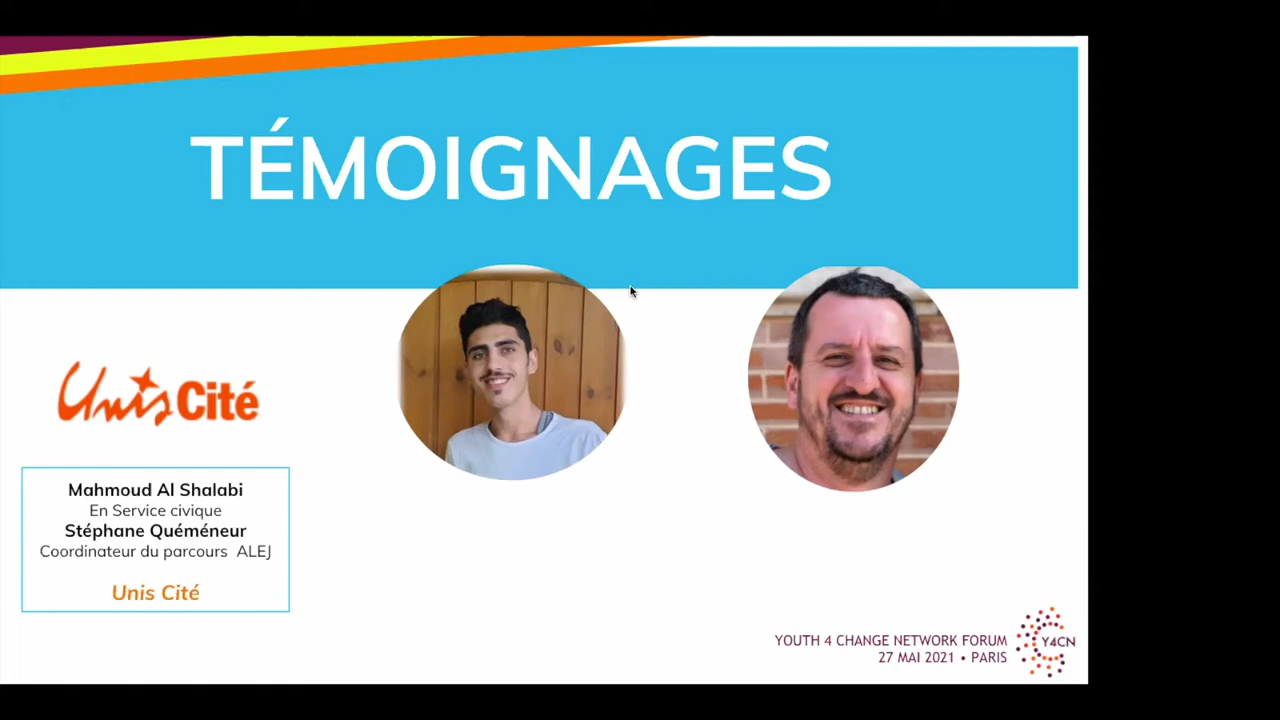 TÉMOIGNAGES
Unis Cité
Mahmoud Al Shalabi
En Service civique
Stéphane Quéméneur
Coordinateur du parcours ALEJ
Unis Cité
YOUTH 4 CHANGE NETWORK FORUM
27 MAI 2021 • PARIS
Y4CN